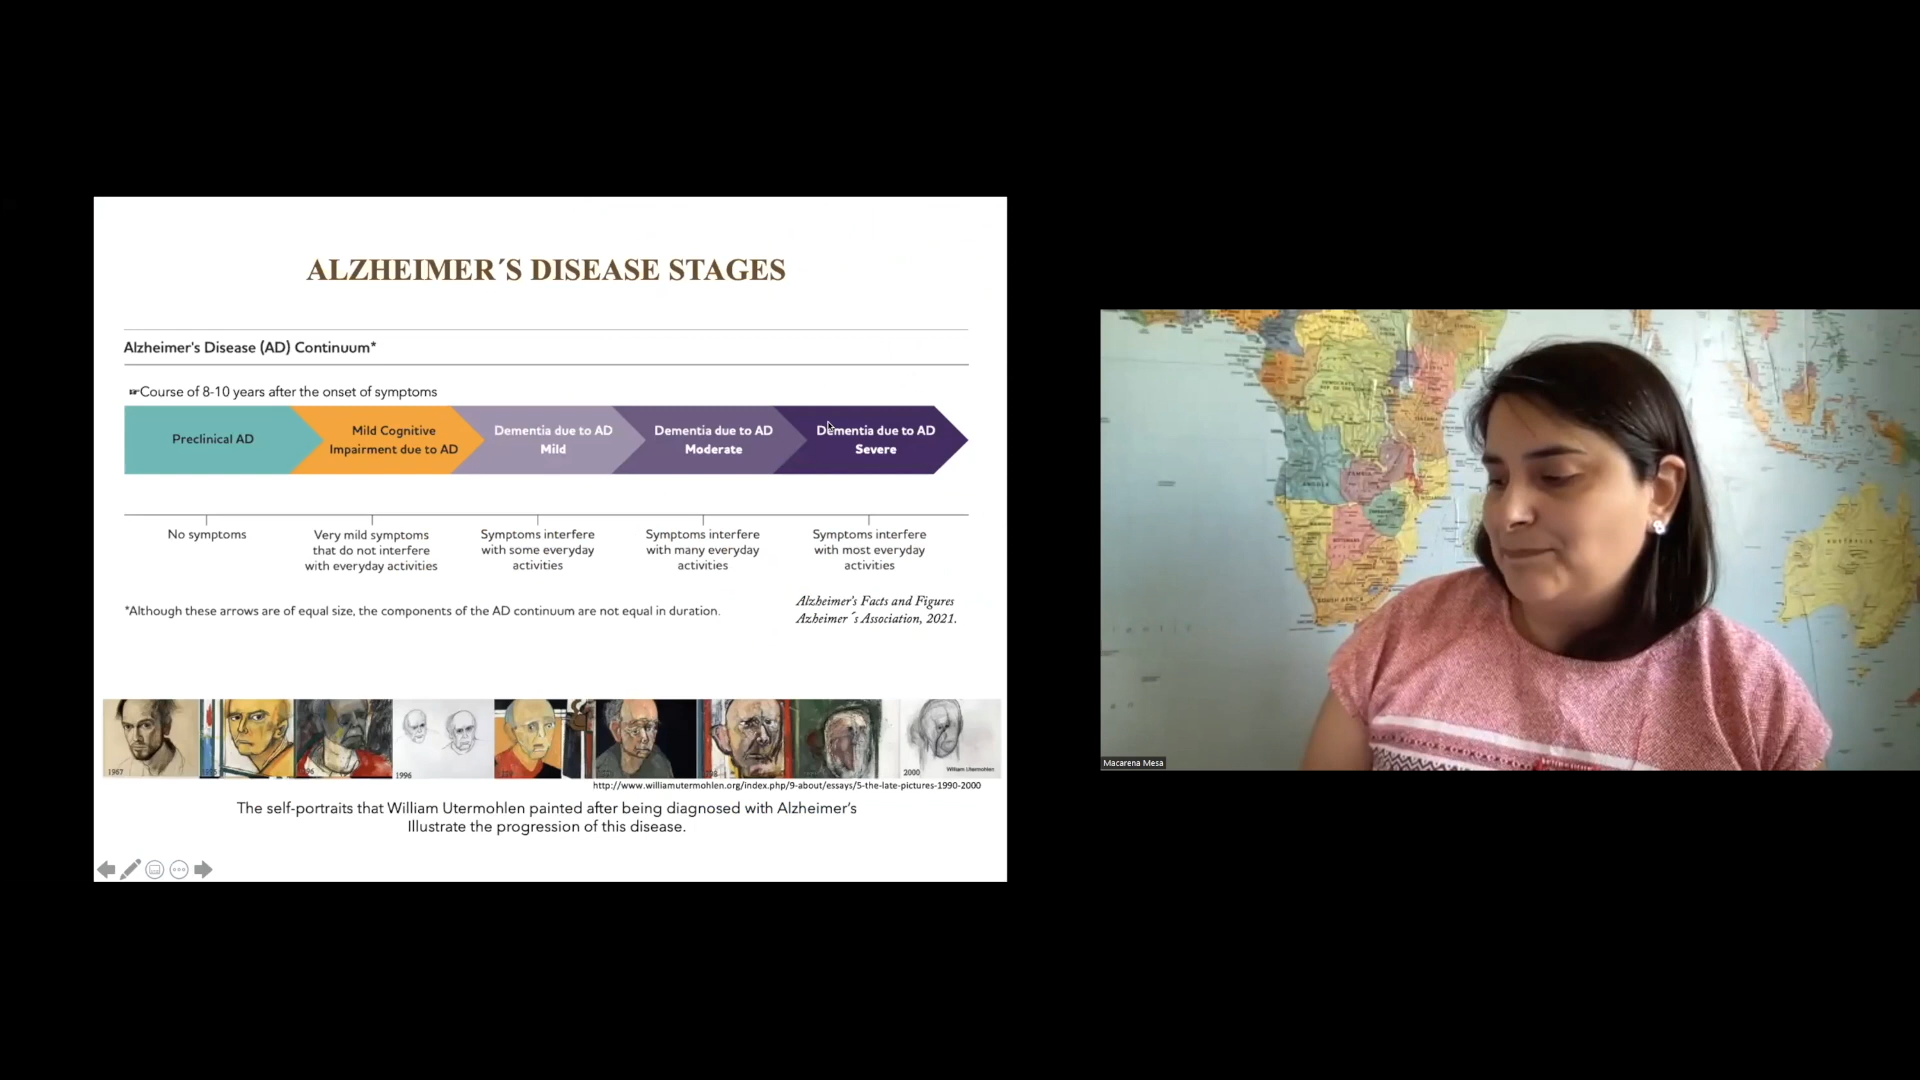 ALZHEIMER´S DISEASE STAGES
Alzheimer's Disease (AD) Continuum*
☞Course of 8-10 years after the onset of symptoms
Preclinical AD
Mild Cognitive
Impairment due to AD
Dementia due to AD
Mild
Dementia due to AD
Moderate
Dementia due to AD
Severe
No symptoms
Very mild symptoms
that do not interfere
with everyday activities
Symptoms interfere
with some everyday
activities
Symptoms interfere
with many everyday
activities
Symptoms interfere
with most everyday
activities
*Although these arrows are of equal size, the components of the AD continuum are not equal in duration.
Alzheimer's Facts and Figures
Azheimer´s Association, 2021.
1967
1996
2000
William Utermohlen
http://www.williamutermohlen.org/index.php/9-about/essays/5-the-late-pictures-1990-2000
The self-portraits that William Utermohlen painted after being diagnosed with Alzheimer's
Illustrate the progression of this disease.
ANGOLA
SOUTH AFRICA
AUSTRALIA
Macarena Mesa